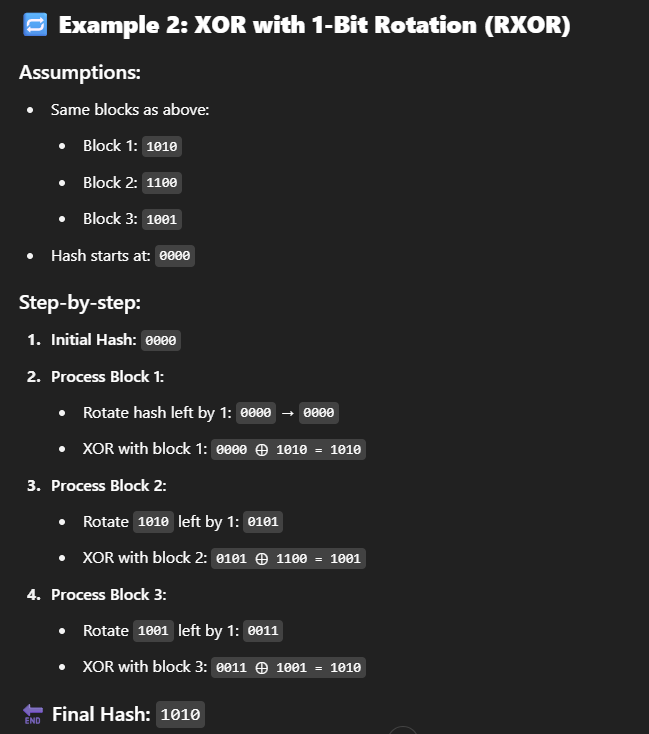 Example 2: XOR with 1-Bit Rotation (RXOR)
Assumptions:
• Same blocks as above:
• Block 1: 1010
• Block 2: 1100
• Block 3: 1001
• Hash starts at: 0000
Step-by-step:
1. Initial Hash: 0000
2. Process Block 1:
• Rotate hash left by 1: 0000 → 0000
• XOR with block 1: 0000 ⊕ 1010 = 1010
3. Process Block 2:
• Rotate 1010 left by 1: 0101
• XOR with block 2: 0101 ⊕ 1100 = 1001
4. Process Block 3:
• Rotate 1001 left by 1: 0011
• XOR with block 3: 0011 ⊕ 1001 = 1010
🔚 Final Hash: 1010